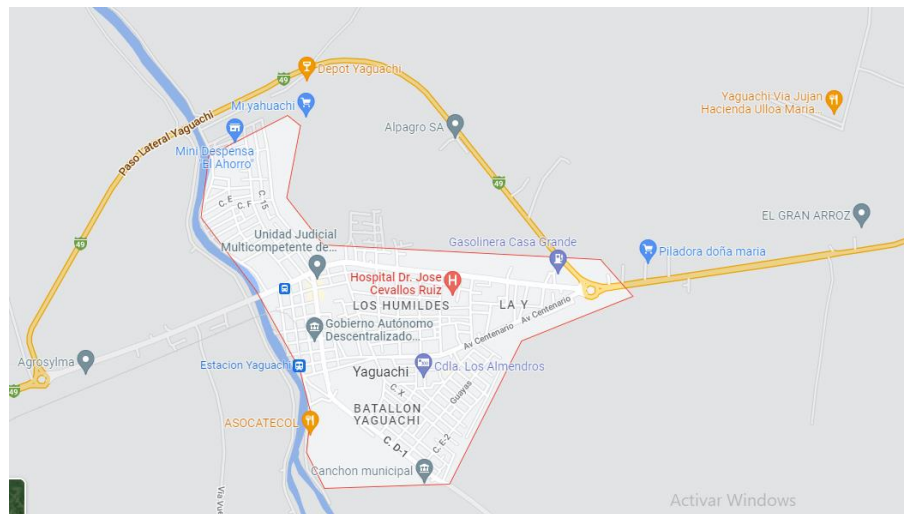 49
Depot Yaguachi
Mi yahuachi
Paso Lateral Yaguachi
Mini Despensa
"El Ahorro"
Alpagro SA
Yaguachi Via Jujan
Hacienda Ulloa Maria...
49
C. E
C. F
C. 15
49
EL GRAN ARROZ
Unidad Judicial
Multicompetente de...
Gasolinera Casa Grande
Piladora doña maria
49
49
Hospital Dr. Jose
Cevallos Ruiz
H
LOS HUMILDES
LA Y
Av Centenario
Av Centenario
Gobierno Autónomo
Descentralizado...
Agrosylma
Estacion Yaguachi
Yaguachi
Cdla. Los Almendros
49
C. X
Guayas
BATALLON
YAGUACHI
ASOCATECOL
C. D-1
C. E-2
Canchon municipal
Activar Windows